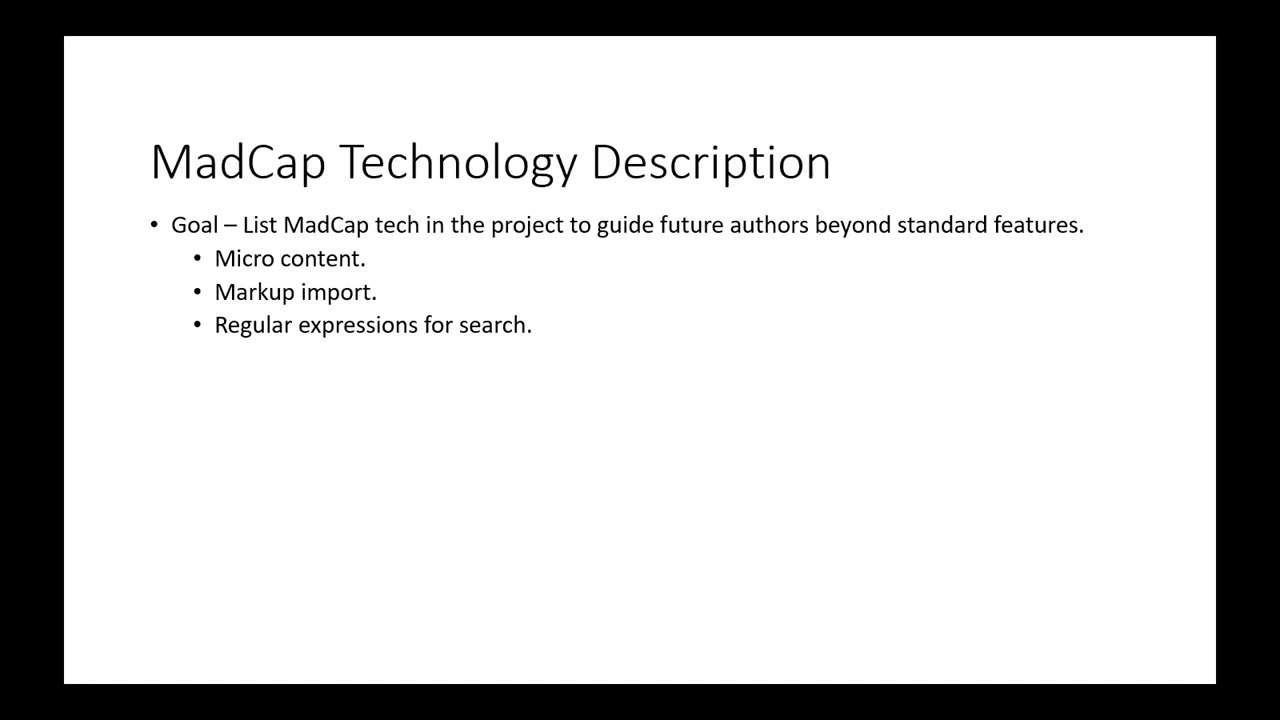 MadCap Technology Description
• Goal – List MadCap tech in the project to guide future authors beyond standard features.
• Micro content.
• Markup import.
• Regular expressions for search.